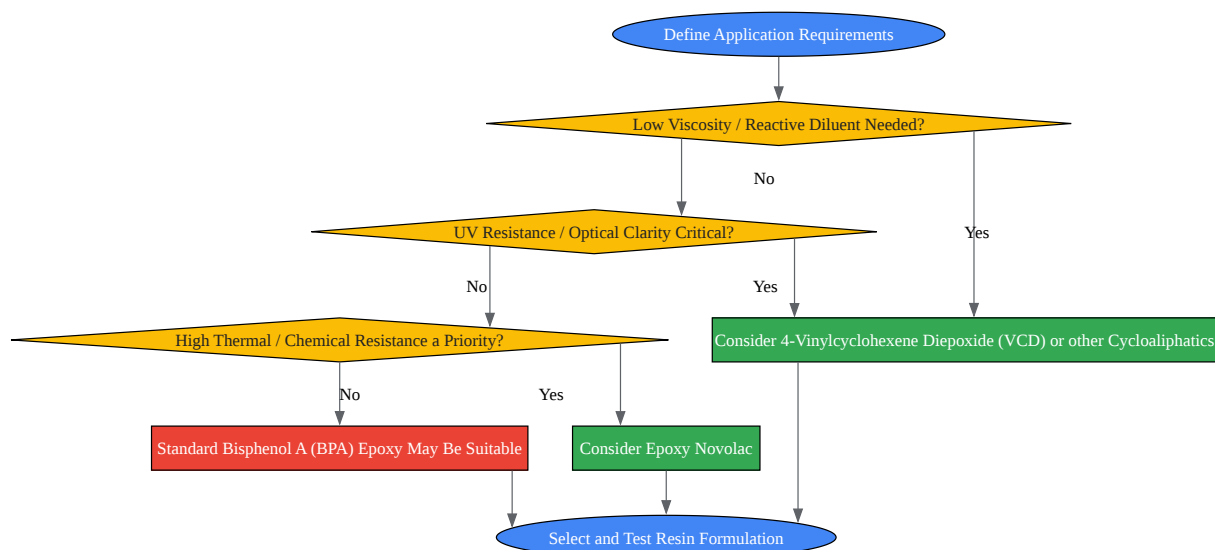 Define Application Requirements
Low Viscosity / Reactive Diluent Needed?
No
UV Resistance / Optical Clarity Critical?
Yes
No
Yes
High Thermal / Chemical Resistance a Priority?
Consider 4-Vinylcyclohexene Diepoxide (VCD) or other Cycloaliphatics
No
Yes
Standard Bisphenol A (BPA) Epoxy May Be Suitable
Consider Epoxy Novolac
Select and Test Resin Formulation